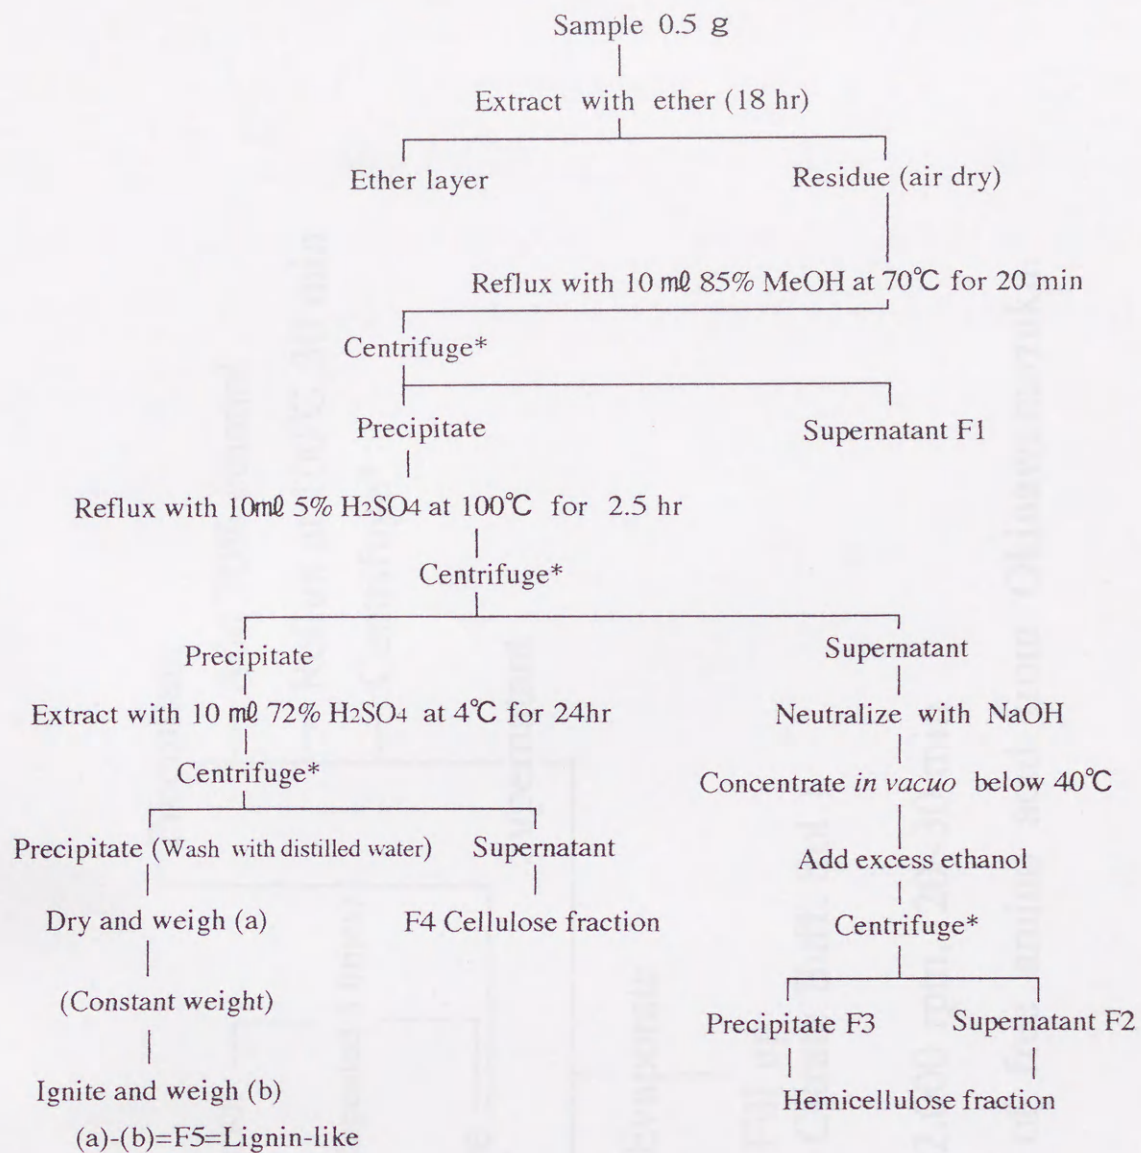 Sample 0.5 g
Extract with ether (18 hr)
Ether layer
Residue (air dry)
Reflux with 10 mℓ 85% MeOH at 70℃ for 20 min
Centrifuge*
Precipitate
Supernatant F1
Reflux with 10mℓ 5% H2SO4 at 100℃ for 2.5 hr
Centrifuge*
Precipitate
Supernatant
Extract with 10 mℓ 72% H2SO4 at 4℃ for 24hr
Neutralize with NaOH
Centrifuge*
Concentrate in vacuo below 40℃
Precipitate (Wash with distilled water)
Supernatant
Add excess ethanol
Dry and weigh (a)
F4 Cellulose fraction
Centrifuge*
(Constant weight)
Precipitate F3
Supernatant F2
Ignite and weigh (b)
Hemicellulose fraction
(a)-(b)=F5=Lignin-like